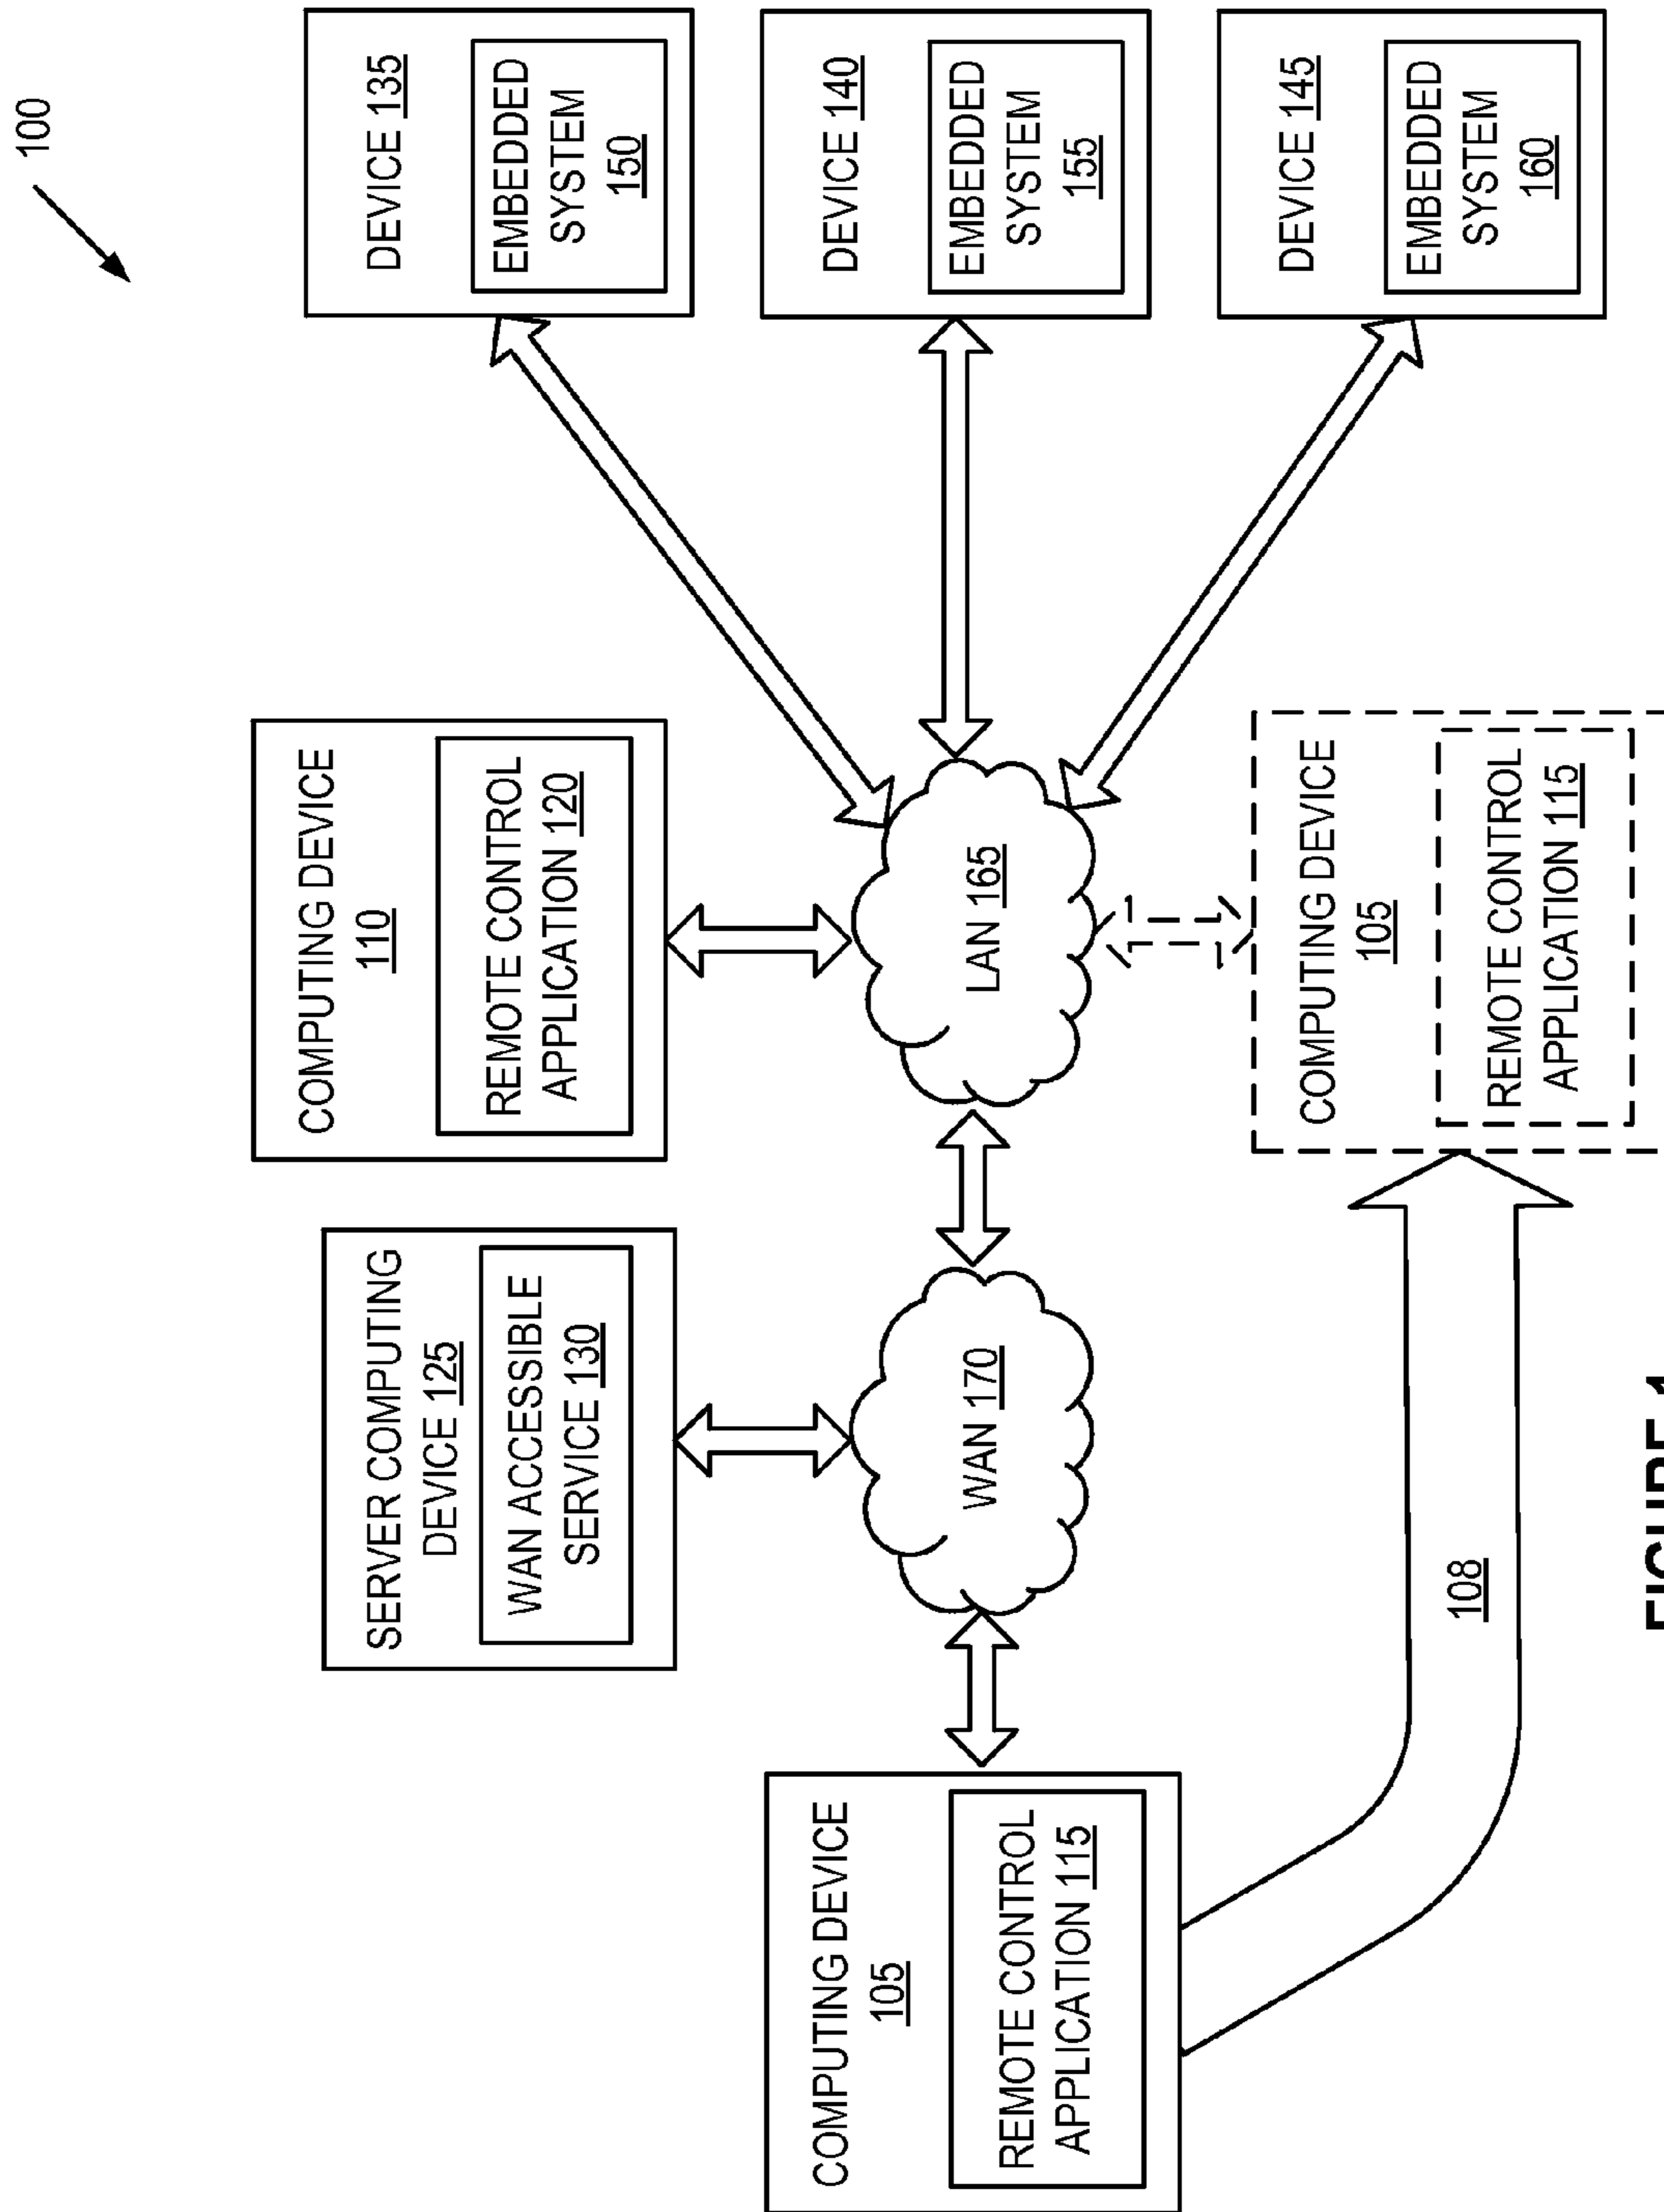 100
SERVER COMPUTING
DEVICE 125
WAN ACCESSIBLE
SERVICE 130
COMPUTING DEVICE
110
REMOTE CONTROL
APPLICATION 120
DEVICE 135
EMBEDDED
SYSTEM
150
DEVICE 140
EMBEDDED
SYSTEM
155
DEVICE 145
EMBEDDED
SYSTEM
160
COMPUTING DEVICE
105
REMOTE CONTROL
APPLICATION 115
WAN 170
LAN 165
COMPUTING DEVICE
105
REMOTE CONTROL
APPLICATION 115
108
FIGURE 1